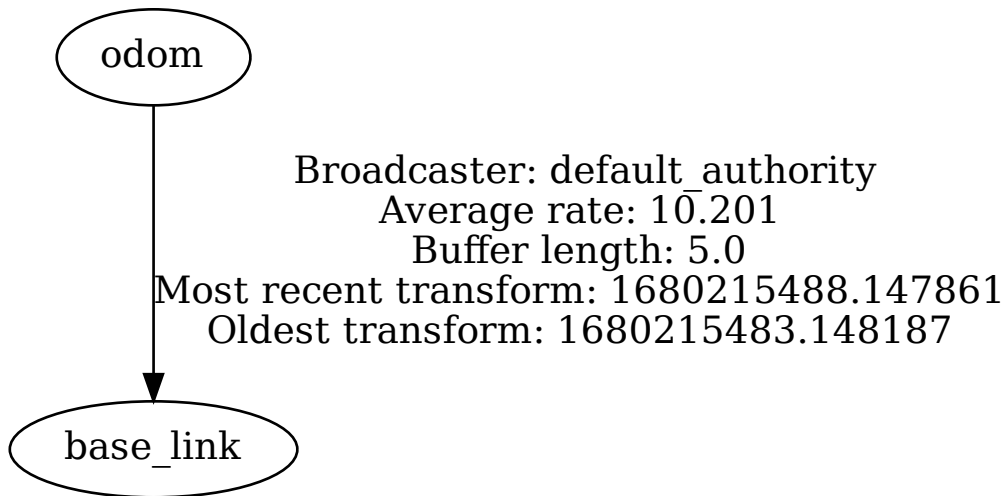 odom
Broadcaster: default_authority
Average rate: 10.201
Buffer length: 5.0
Most recent transform: 1680215488.147861
Oldest transform: 1680215483.148187
base_link